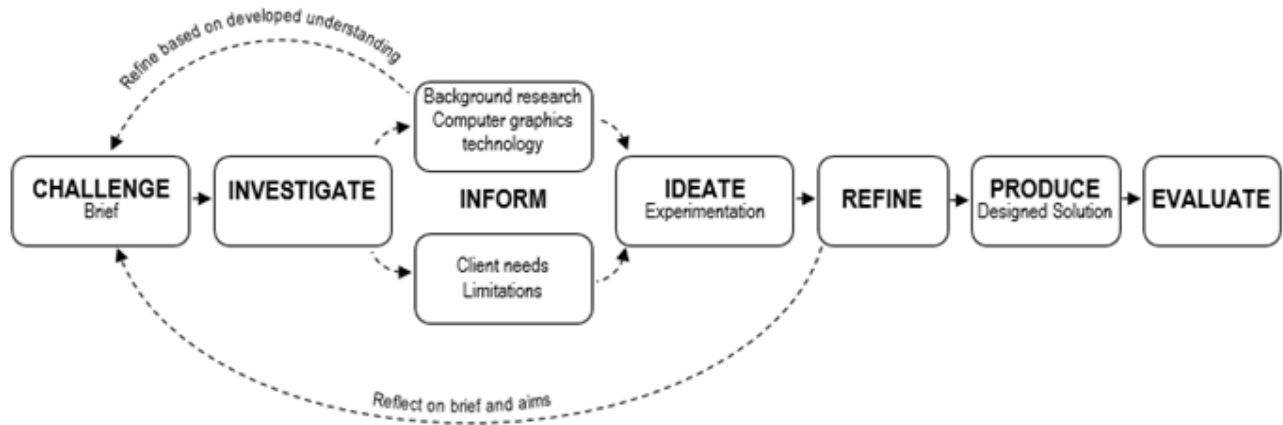 Refine based on developed understanding
Background research
Computer graphics
technology
CHALLENGE
Brief
INVESTIGATE
INFORM
IDEATE
Experimentation
REFINE
PRODUCE
Designed Solution
EVALUATE
Client needs
Limitations
Reflect on brief and aims